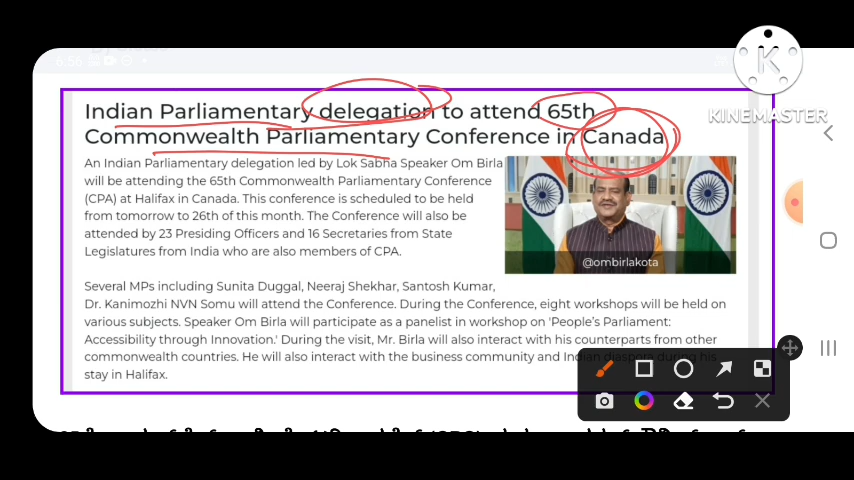 KINEMASTER
Indian Parliamentary delegation to attend 65th
Commonwealth Parliamentary Conference in Canada
An Indian Parliamentary delegation led by Lok Sabha Speaker Om Birla
will be attending the 65th Commonwealth Parliamentary Conference
(CPA) at Halifax in Canada. This conference is scheduled to be held
from tomorrow to 26th of this month. The Conference will also be
attended by 23 Presiding Officers and 16 Secretaries from State
Legislatures from India who are also members of CPA.
@ombirlakota
Several MPs including Sunita Duggal, Neeraj Shekhar, Santosh Kumar,
Dr. Kanimozhi NVN Somu will attend the Conference. During the Conference, eight workshops will be held on
various subjects. Speaker Om Birla will participate as a panelist in workshop on 'People's Parliament:
Accessibility through Innovation.' During the visit, Mr. Birla will also interact with his counterparts from other
commonwealth countries. He will also interact with the business community and Indian diaspora during his
stay in Halifax.